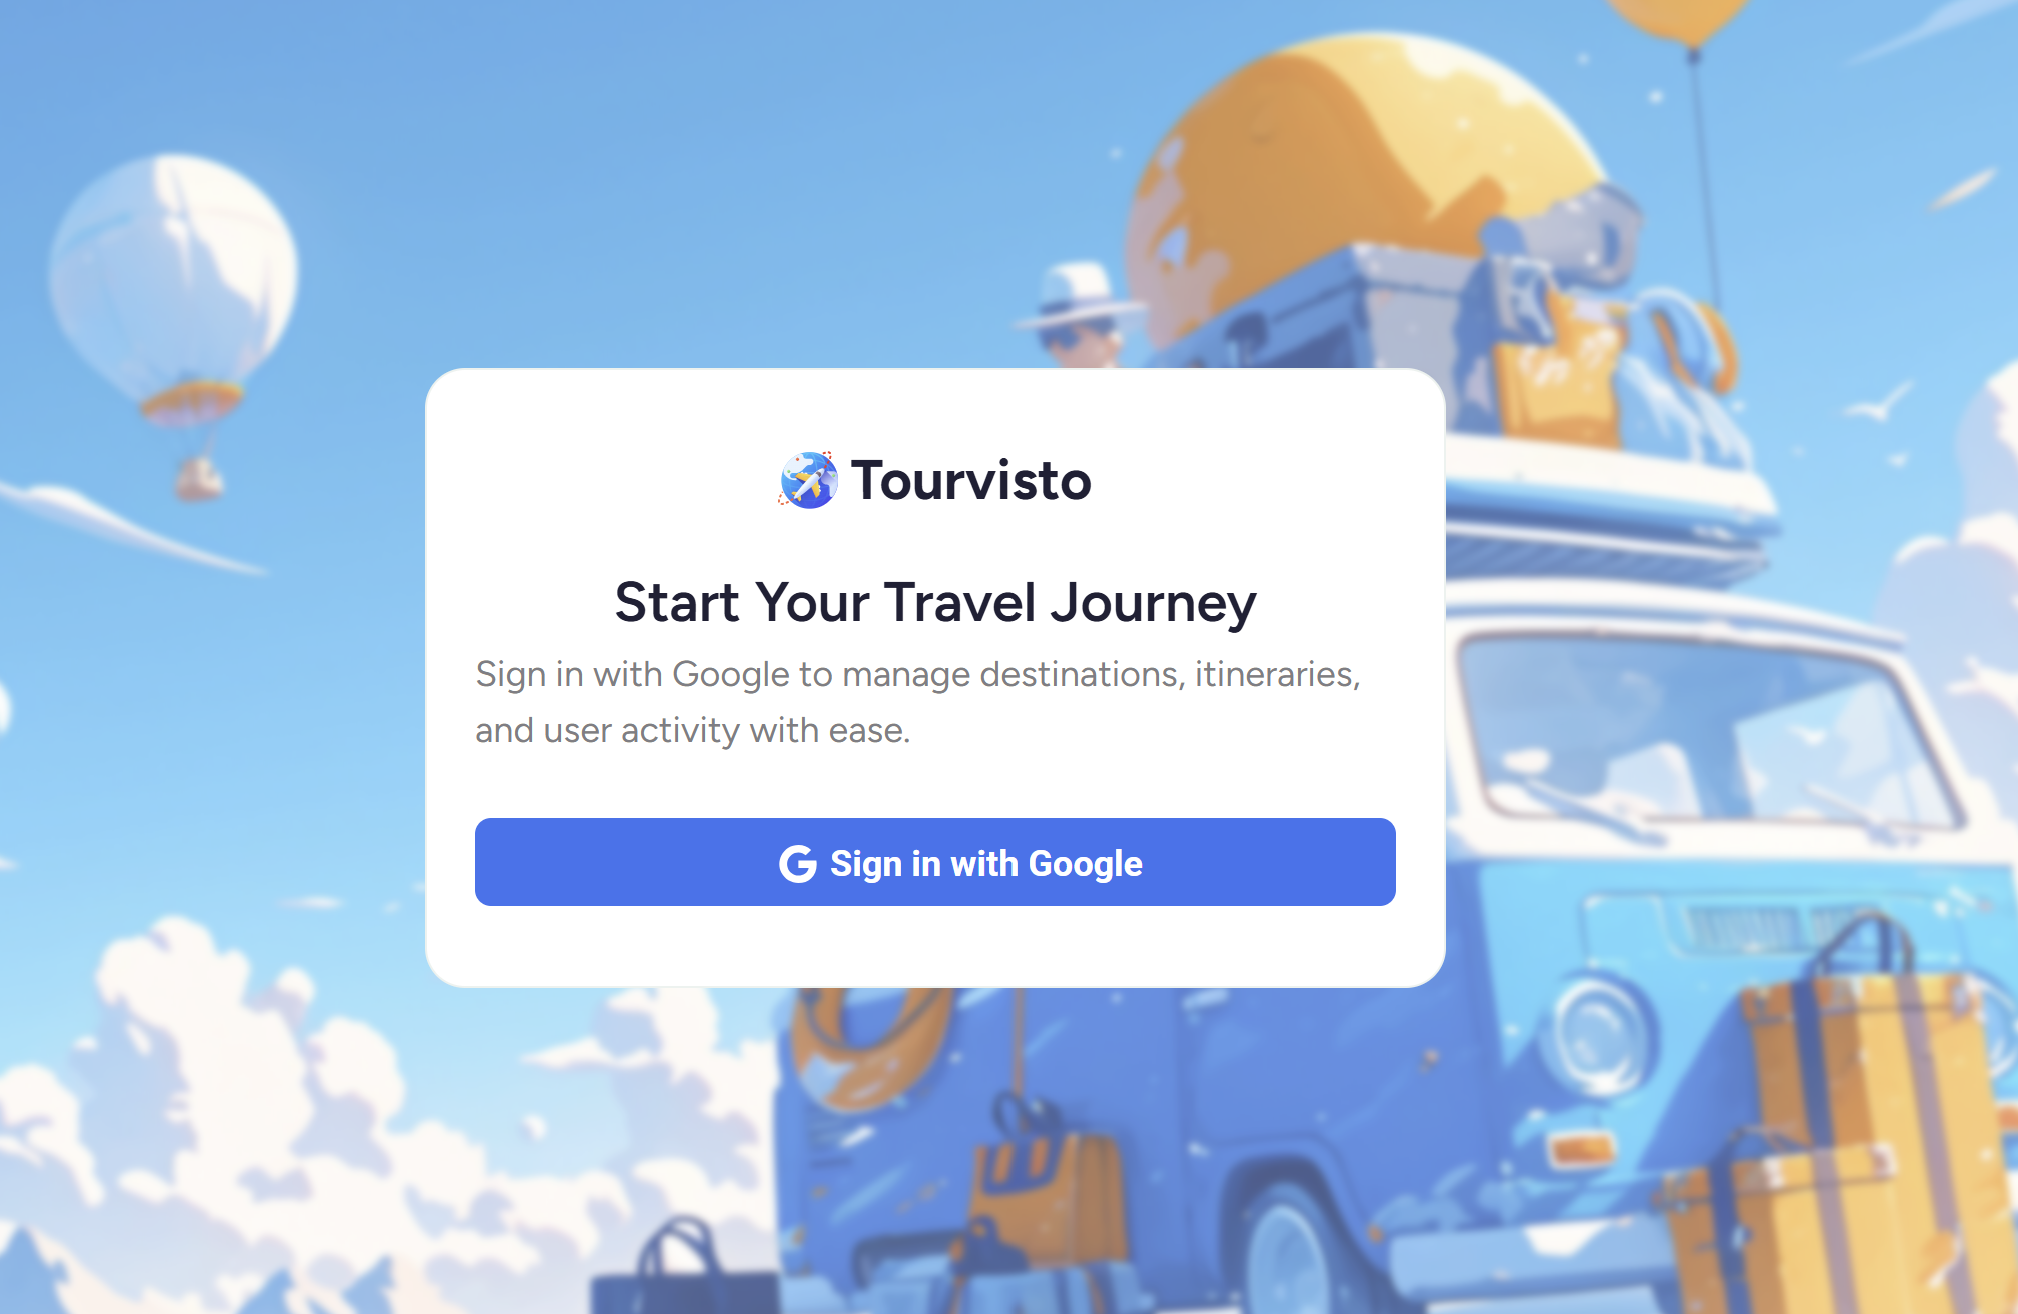 Tourvisto
Start Your Travel Journey
Sign in with Google to manage destinations, itineraries,
and user activity with ease.
Sign in with Google